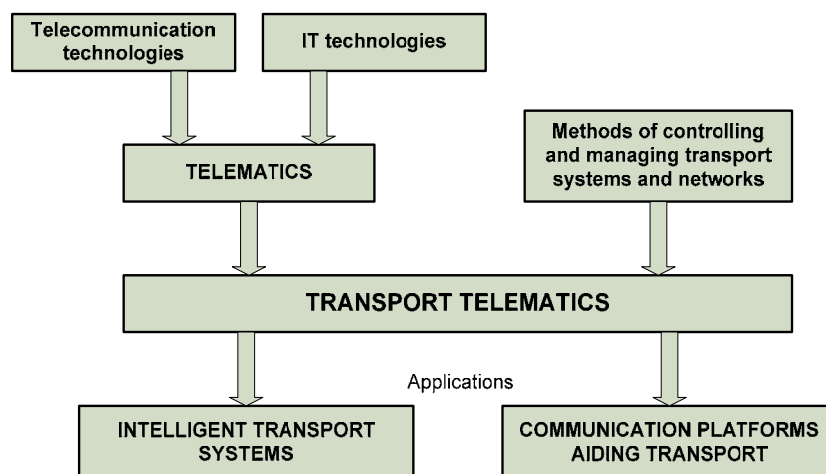 Telecommunication
technologies
IT technologies
Methods of controlling
and managing transport
systems and networks
TELEMATICS
TRANSPORT TELEMATICS
Applications
INTELLIGENT TRANSPORT
SYSTEMS
COMMUNICATION PLATFORMS
AIDING TRANSPORT